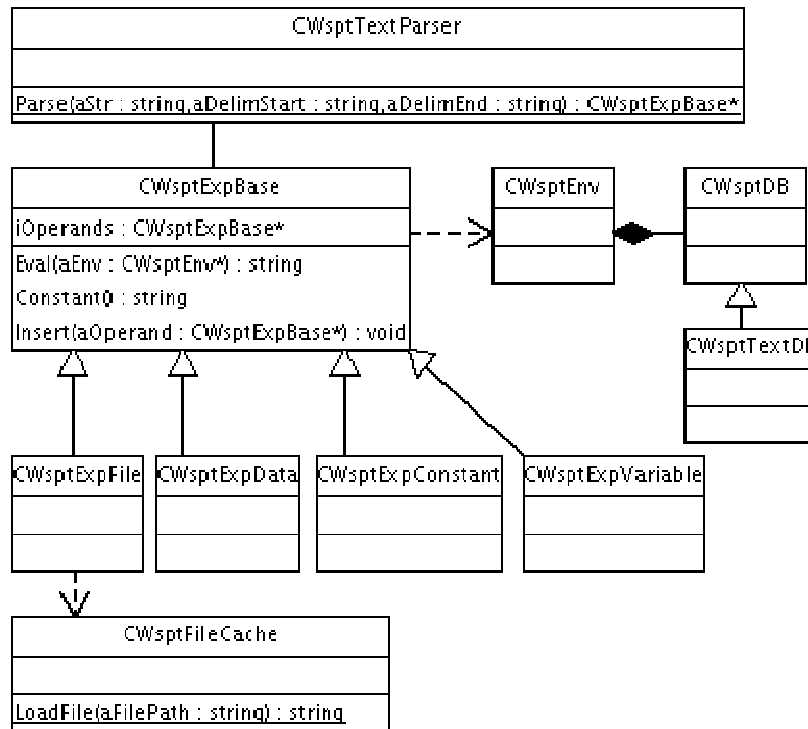 CWsptTextParser
Parse(aStr : string,aDelimStart : string,aDelimEnd : string) : CWsptExpBase*
CWsptExpBase
iOperands : CWsptExpBase*
Eval(aEnv : CWsptEnv*) : string
Constant() : string
Insert(aOperand : CWsptExpBase*) : void
CWsptEnv
CWsptDB
CWsptTextD
CWsptExpFile
CWsptExpData
CWsptExpConstant
CWsptExpVariable
CWsptFileCache
LoadFile(aFilePath : string) : string